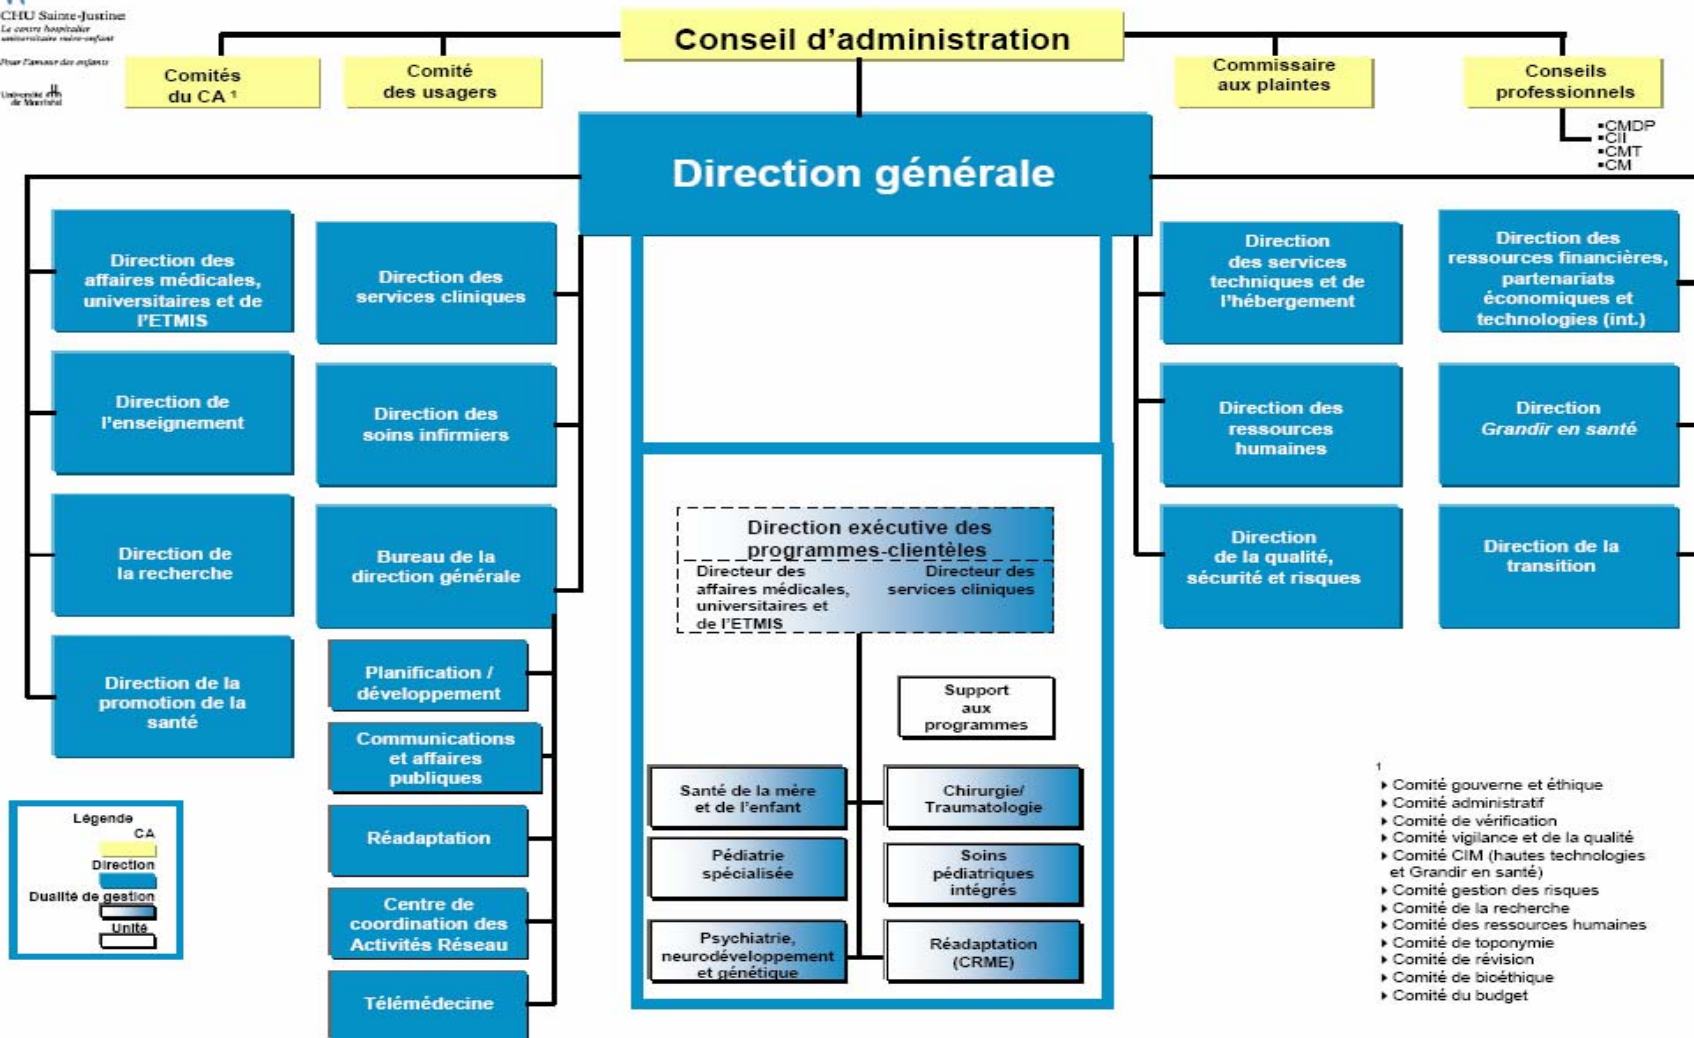 CHU Sainte-Justine
Le centre hospitalier
universitaire mère-enfant
Pour l'amour des enfants
Université
de Montréal
Conseil d'administration
Comités
du CA ¹
Comité
des usagers
Commissaire
aux plaintes
Conseils
professionnels
▪CMDP
▪CII
▪CMT
▪CM
Direction générale
Direction des
affaires médicales,
universitaires et de
l'ETMIS
Direction de
l'enseignement
Direction de
la recherche
Direction de la
promotion de la
santé
Direction des
services cliniques
Direction des
soins infirmiers
Bureau de la
direction générale
Planification /
développement
Communications
et affaires
publiques
Réadaptation
Centre de
coordination des
Activités Réseau
Télémédecine
Direction exécutive des
programmes-clientèles
Directeur des
affaires médicales,
universitaires et
de l'ETMIS
Directeur des
services cliniques
Support
aux
programmes
Santé de la mère
et de l'enfant
Chirurgie/
Traumatologie
Pédiatrie
spécialisée
Soins
pédiatriques
intégrés
Psychiatrie,
neurodéveloppement
et génétique
Réadaptation
(CRME)
Direction
des services
techniques et de
l'hébergement
Direction des
ressources
humaines
Direction
de la qualité,
sécurité et risques
Direction des
ressources financières,
partenariats
économiques et
technologies (int.)
Direction
Grandir en santé
Direction de la
transition
Légende
CA
Direction
Dualité de gestion
Unité
1
Comité gouverne et éthique
Comité administratif
Comité de vérification
Comité vigilance et de la qualité
Comité CIM (hautes technologies
et Grandir en santé)
Comité gestion des risques
Comité de la recherche
Comité des ressources humaines
Comité de toponymie
Comité de révision
Comité de bioéthique
Comité du budget